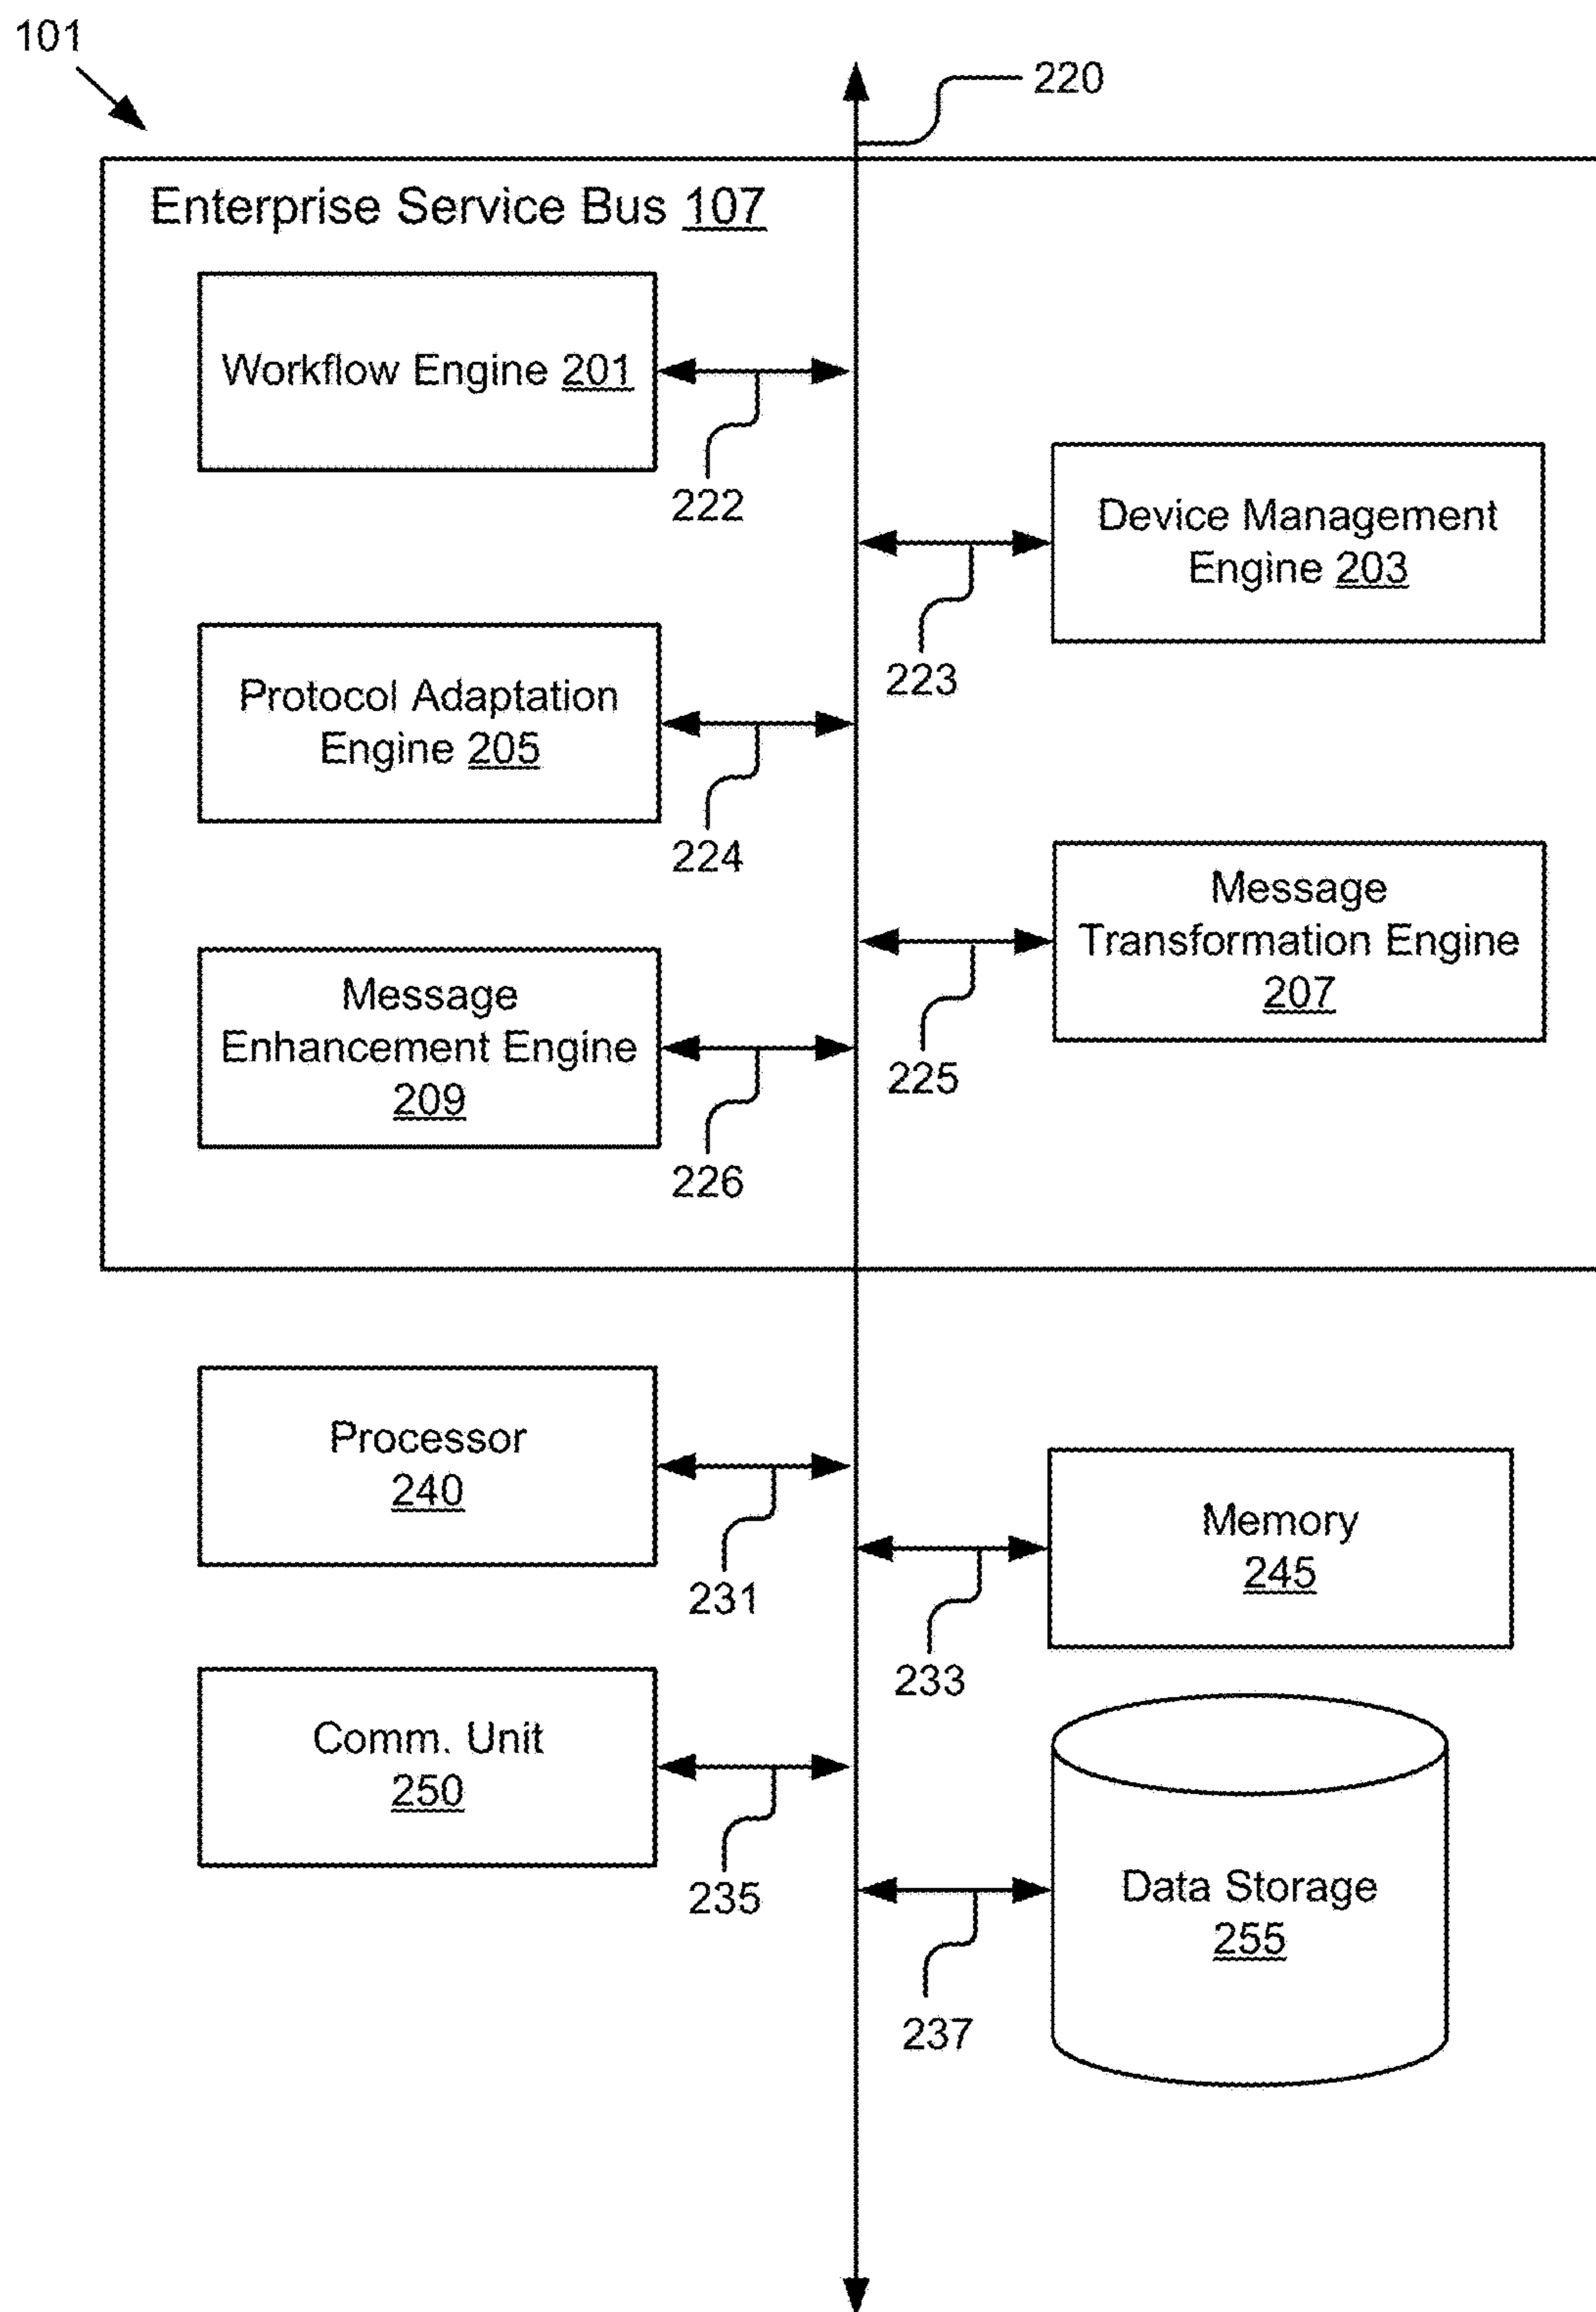 101
220
Enterprise Service Bus 107
Workflow Engine 201
222
Device Management
Engine 203
223
Protocol Adaptation
Engine 205
224
Message
Transformation Engine
207
225
Message
Enhancement Engine
209
226
Processor
240
231
Memory
245
233
Comm. Unit
250
235
Data Storage
255
237